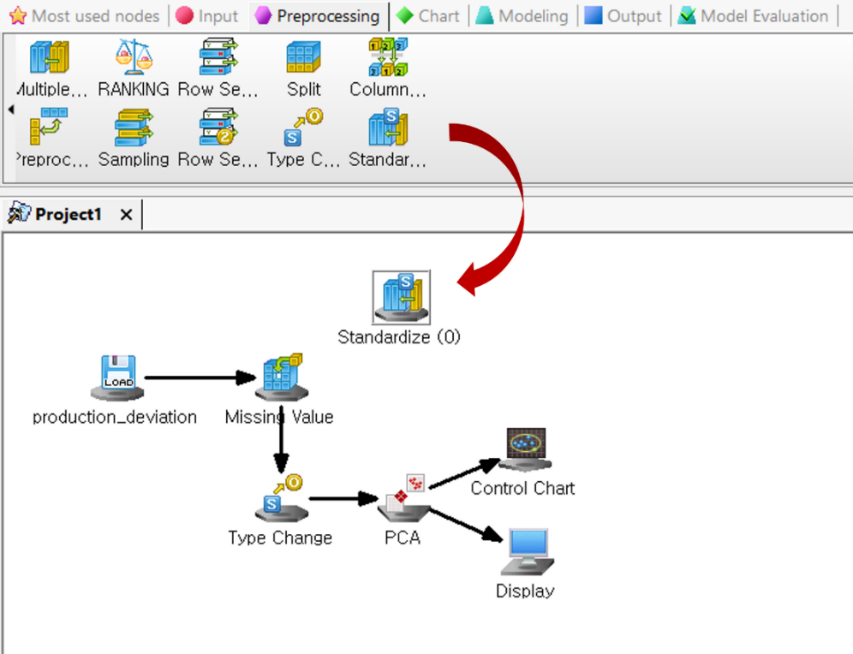 Most used nodes Input Preprocessing Chart Modeling Output Model Evaluation
Multiple... RANKING Row Se... Split Column...
Preproc... Sampling Row Se... Type C... Standar...
Project1
Standardize (0)
LOAD
production_deviation Missing Value
Control Chart
Type Change PCA
Display